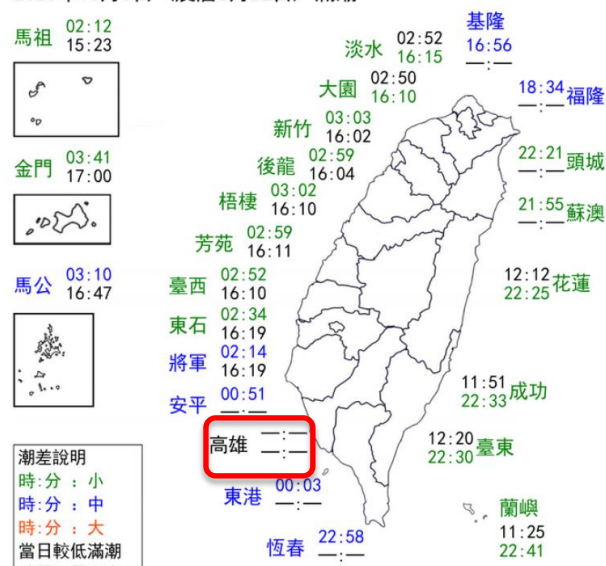 馬祖 02:12
15:23
金門 03:41
17:00
馬公 03:10
16:47
基隆
16:56
--:--
淡水 02:52
16:15
大園 02:50
16:10
新竹 03:03
16:02
後龍 02:59
16:04
梧棲 03:02
16:10
芳苑 02:59
16:11
臺西 02:52
16:10
東石 02:34
16:19
將軍 02:14
16:19
安平 00:51
--:--
高雄 --:--
--:--
東港 00:03
--:--
恆春 22:58
--:--
18:34 福隆
--:--
22:21 頭城
--:--
21:55 蘇澳
--:--
12:12 花蓮
22:25
11:51 成功
22:33
12:20 臺東
22:30
蘭嶼
11:25
22:41
潮差說明
時:分 : 小
時:分 : 中
時:分 : 大
當日較低滿潮